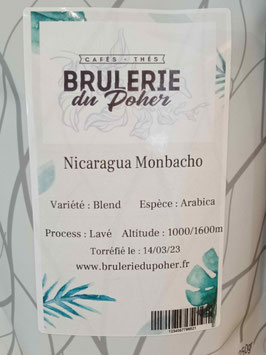 CAFÉS - THÉS
BRULERIE
du Poher
Nicaragua Monbacho
Variété : Blend Espèce : Arabica
Process : Lavé Altitude : 1000/1600m
Torréfié le : 14/03/23
www.bruleriedupoher.fr